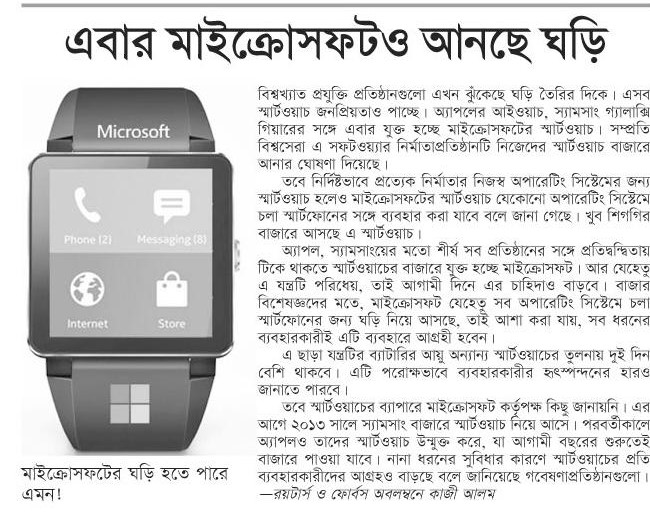 এবার মাইক্রোসফটও আনছে ঘড়ি
Microsoft
Phone (2)
Messaging (8)
Internet
Store
মাইক্রোসফটের ঘড়ি হতে পারে
এমন!
বিশ্বখ্যাত প্রযুক্তি প্রতিষ্ঠানগুলো এখন ঝুঁকেছে ঘড়ি তৈরির দিকে। এসব
স্মার্টওয়াচ জনপ্রিয়তাও পাচ্ছে। অ্যাপলের আইওয়াচ, স্যামসাং গ্যালাক্সি
গিয়ারের সঙ্গে এবার যুক্ত হচ্ছে মাইক্রোসফটের স্মার্টওয়াচ। সম্প্রতি
বিশ্বসেরা এ সফটওয়্যার নির্মাতাপ্রতিষ্ঠানটি নিজেদের স্মার্টওয়াচ বাজারে
আনার ঘোষণা দিয়েছে।
তবে নির্দিষ্টভাবে প্রত্যেক নির্মাতার নিজস্ব অপারেটিং সিস্টেমের জন্য
স্মার্টওয়াচ হলেও মাইক্রোসফটের স্মার্টওয়াচ যেকোনো অপারেটিং সিস্টেমে
চলা স্মার্টফোনের সঙ্গে ব্যবহার করা যাবে বলে জানা গেছে। খুব শিগগির
বাজারে আসছে এ স্মার্টওয়াচ।
অ্যাপল, স্যামসাংয়ের মতো শীর্ষ সব প্রতিষ্ঠানের সঙ্গে প্রতিদ্বন্দ্বিতায়
টিকে থাকতে স্মার্টওয়াচের বাজারে যুক্ত হচ্ছে মাইক্রোসফট। আর যেহেতু
এ যন্ত্রটি পরিধেয়, তাই আগামী দিনে এর চাহিদাও বাড়বে। বাজার
বিশেষজ্ঞদের মতে, মাইক্রোসফট যেহেতু সব অপারেটিং সিস্টেমে চলা
স্মার্টফোনের জন্য ঘড়ি নিয়ে আসছে, তাই আশা করা যায়, সব ধরনের
ব্যবহারকারীই এটি ব্যবহারে আগ্রহী হবেন।
এ ছাড়া যন্ত্রটির ব্যাটারির আয়ু অন্যান্য স্মার্টওয়াচের তুলনায় দুই দিন
বেশি থাকবে। এটি পরোক্ষভাবে ব্যবহারকারীর হৃৎস্পন্দনের হারও
জানাতে পারবে।
তবে স্মার্টওয়াচের ব্যাপারে মাইক্রোসফট কর্তৃপক্ষ কিছু জানায়নি। এর
আগে ২০১৩ সালে স্যামসাং বাজারে স্মার্টওয়াচ নিয়ে আসে। পরবর্তীকালে
অ্যাপলও তাদের স্মার্টওয়াচ উন্মুক্ত করে, যা আগামী বছরের শুরুতেই
বাজারে পাওয়া যাবে। নানা ধরনের সুবিধার কারণে স্মার্টওয়াচের প্রতি
ব্যবহারকারীদের আগ্রহও বাড়ছে বলে জানিয়েছে গবেষণাপ্রতিষ্ঠানগুলো।
—রয়টার্স ও ফোর্বস অবলম্বনে কাজী আলম